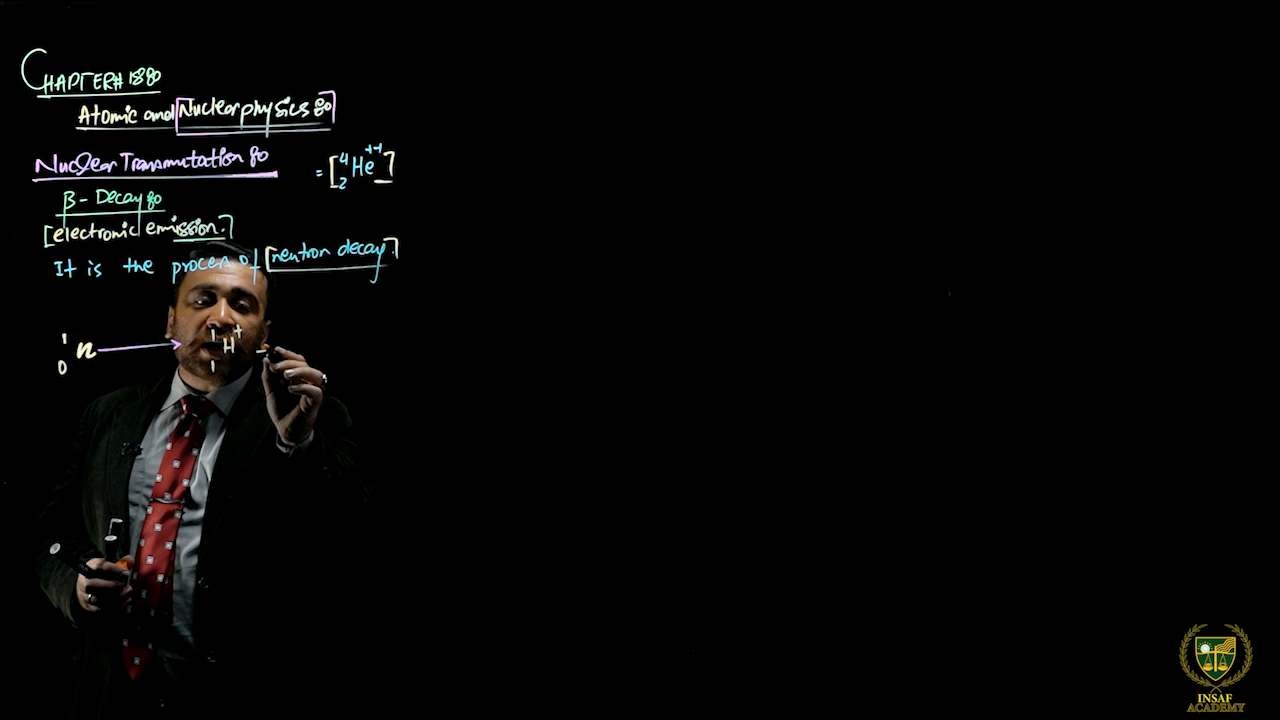 CHAPTER# 18:
Atomic and Nuclear physics:
Nuclear Transmutation:
= [⁴₂He⁺⁺]
β - Decay:
[electronic emission.]
It is the process of [neutron decay.]
¹₀n → ¹₁H⁺ -
INSAF
ACADEMY